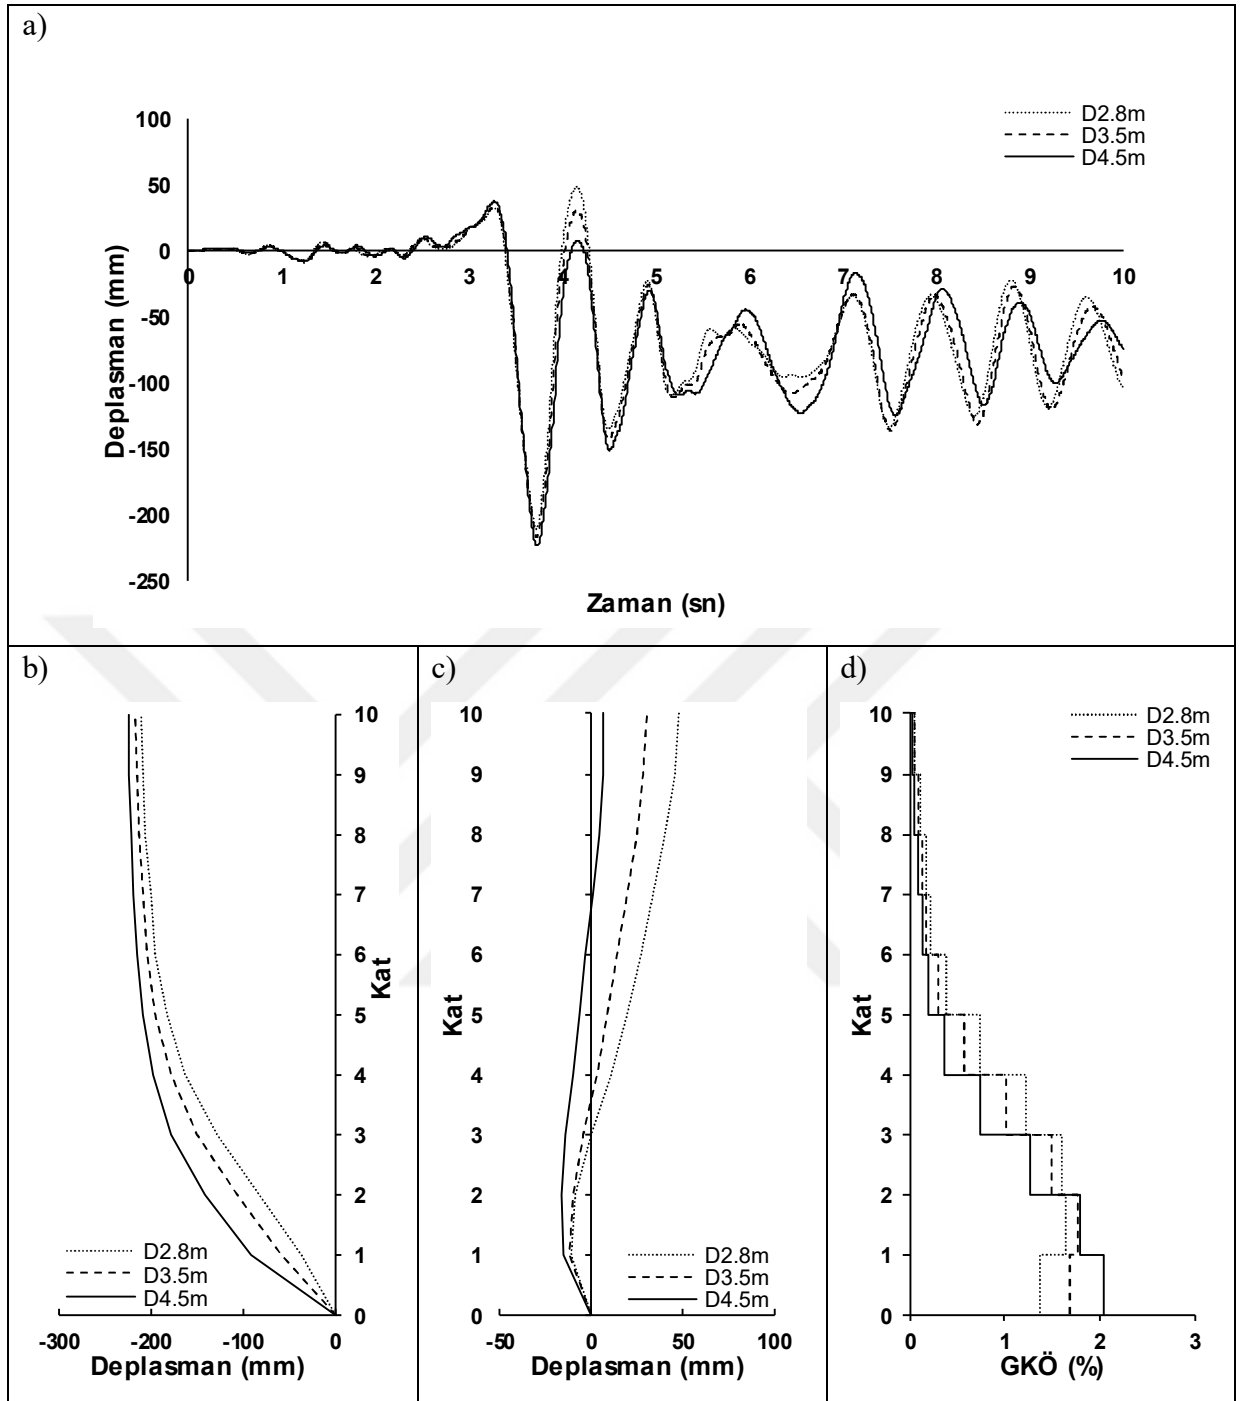 a)
100
50
0
-50
-100
-150
-200
-250
Deplasman (mm)
0 1 2 3 4 5 6 7 8 9 10
Zaman (sn)
D2.8m
D3.5m
D4.5m
b)
10
9
8
7
6
5
4
3
2
1
0
Kat
D2.8m
D3.5m
D4.5m
-300 -200 -100 0
Deplasman (mm)
c)
10
9
8
7
6
5
4
3
2
1
0
Kat
D2.8m
D3.5m
D4.5m
-50 0 50 100
Deplasman (mm)
d)
10
9
8
7
6
5
4
3
2
1
0
Kat
D2.8m
D3.5m
D4.5m
0 1 2 3
GKÖ (%)